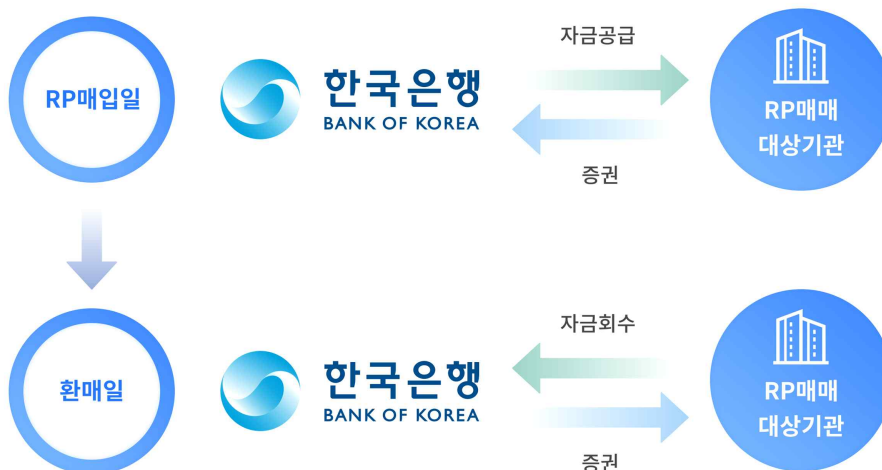 자금공급
RP매입일
한국은행
BANK OF KOREA
RP매매
대상기관
증권
자금회수
환매일
한국은행
BANK OF KOREA
RP매매
대상기관
증권